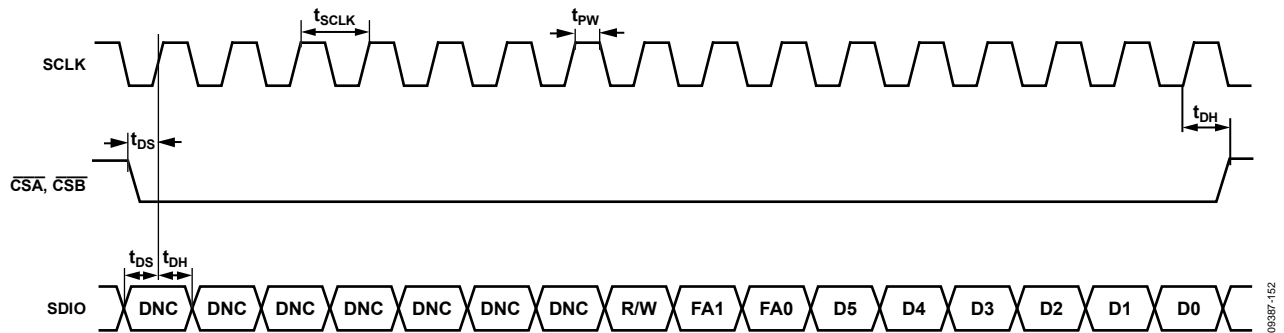 tSCLK
tPW
SCLK
tDH
tDS
CSA, CSB
tDS tDH
SDIO DNC DNC DNC DNC DNC DNC DNC R/W FA1 FA0 D5 D4 D3 D2 D1 D0
09387-152